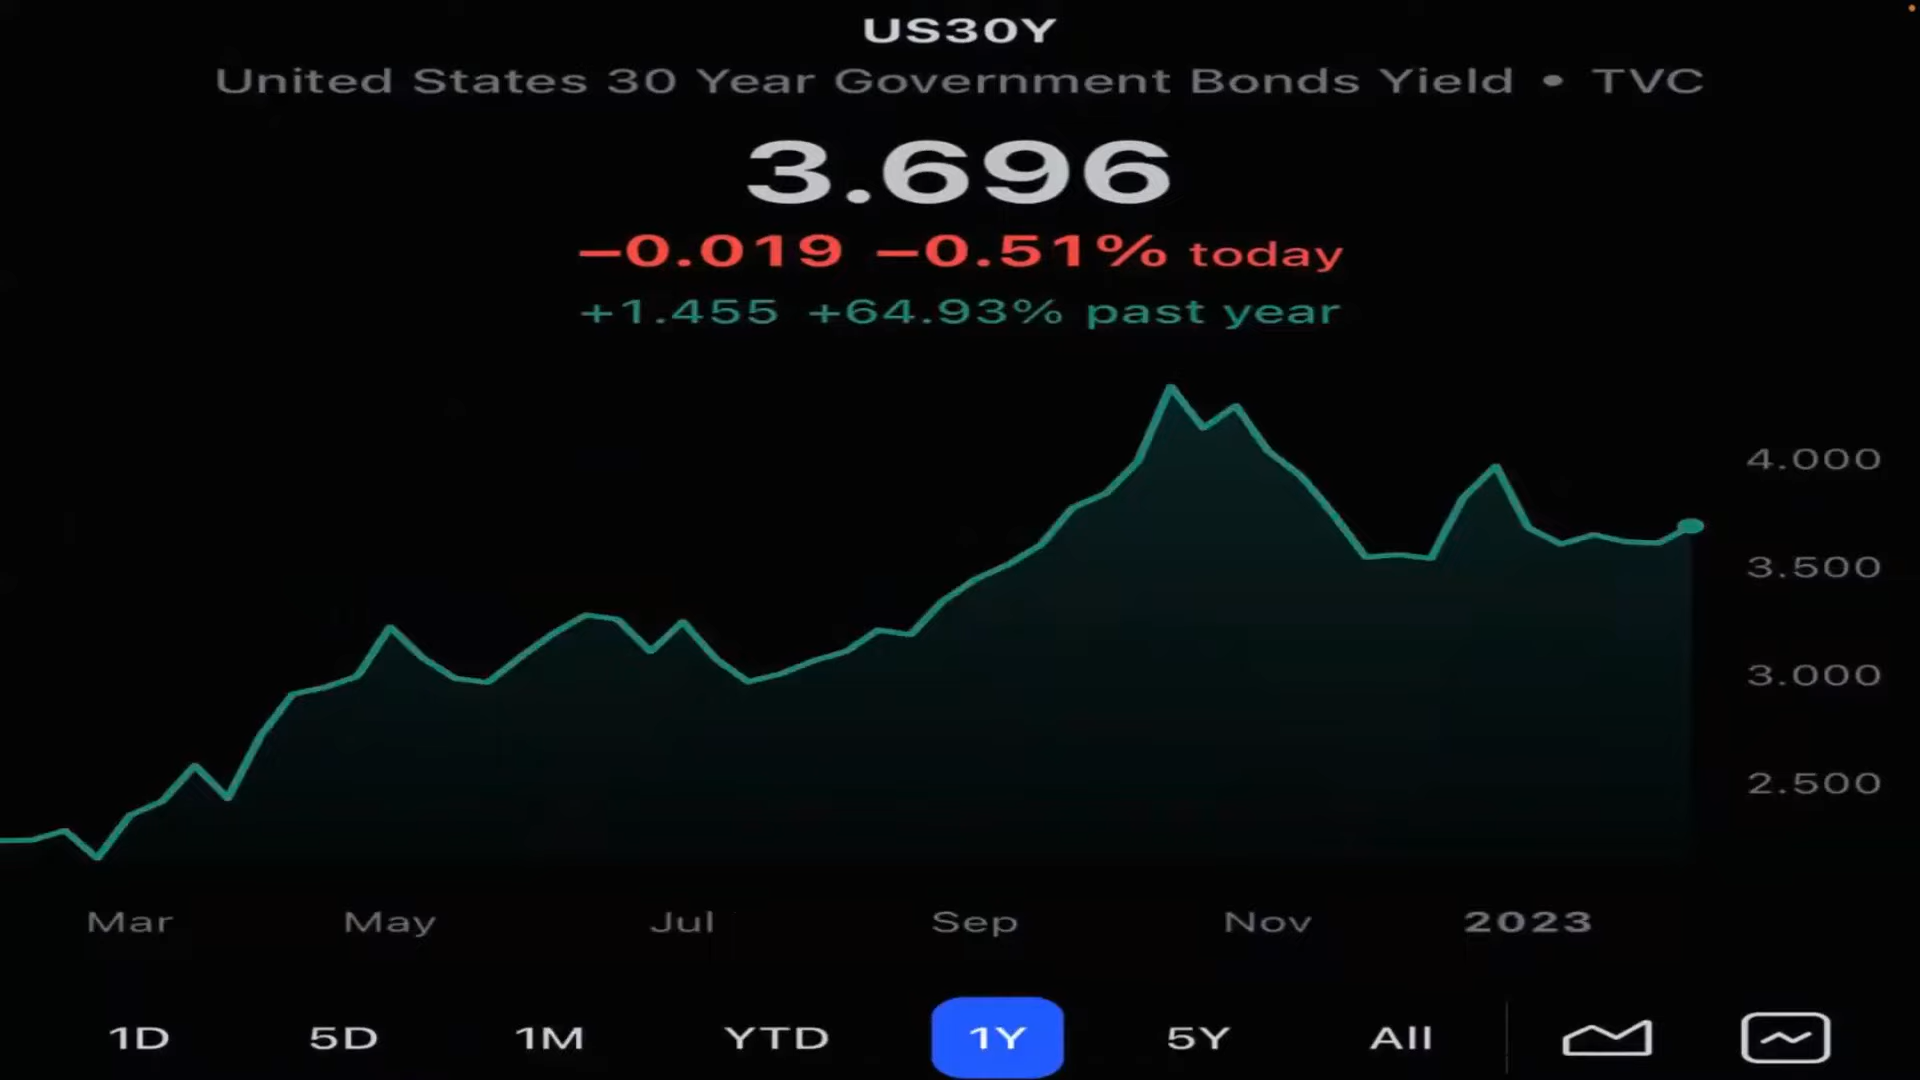 US30Y
United States 30 Year Government Bonds Yield • TVC
3.696
−0.019 −0.51% today
+1.455 +64.93% past year
4.000
3.500
3.000
2.500
Mar May Jul Sep Nov 2023
1D 5D 1M YTD 1Y 5Y All